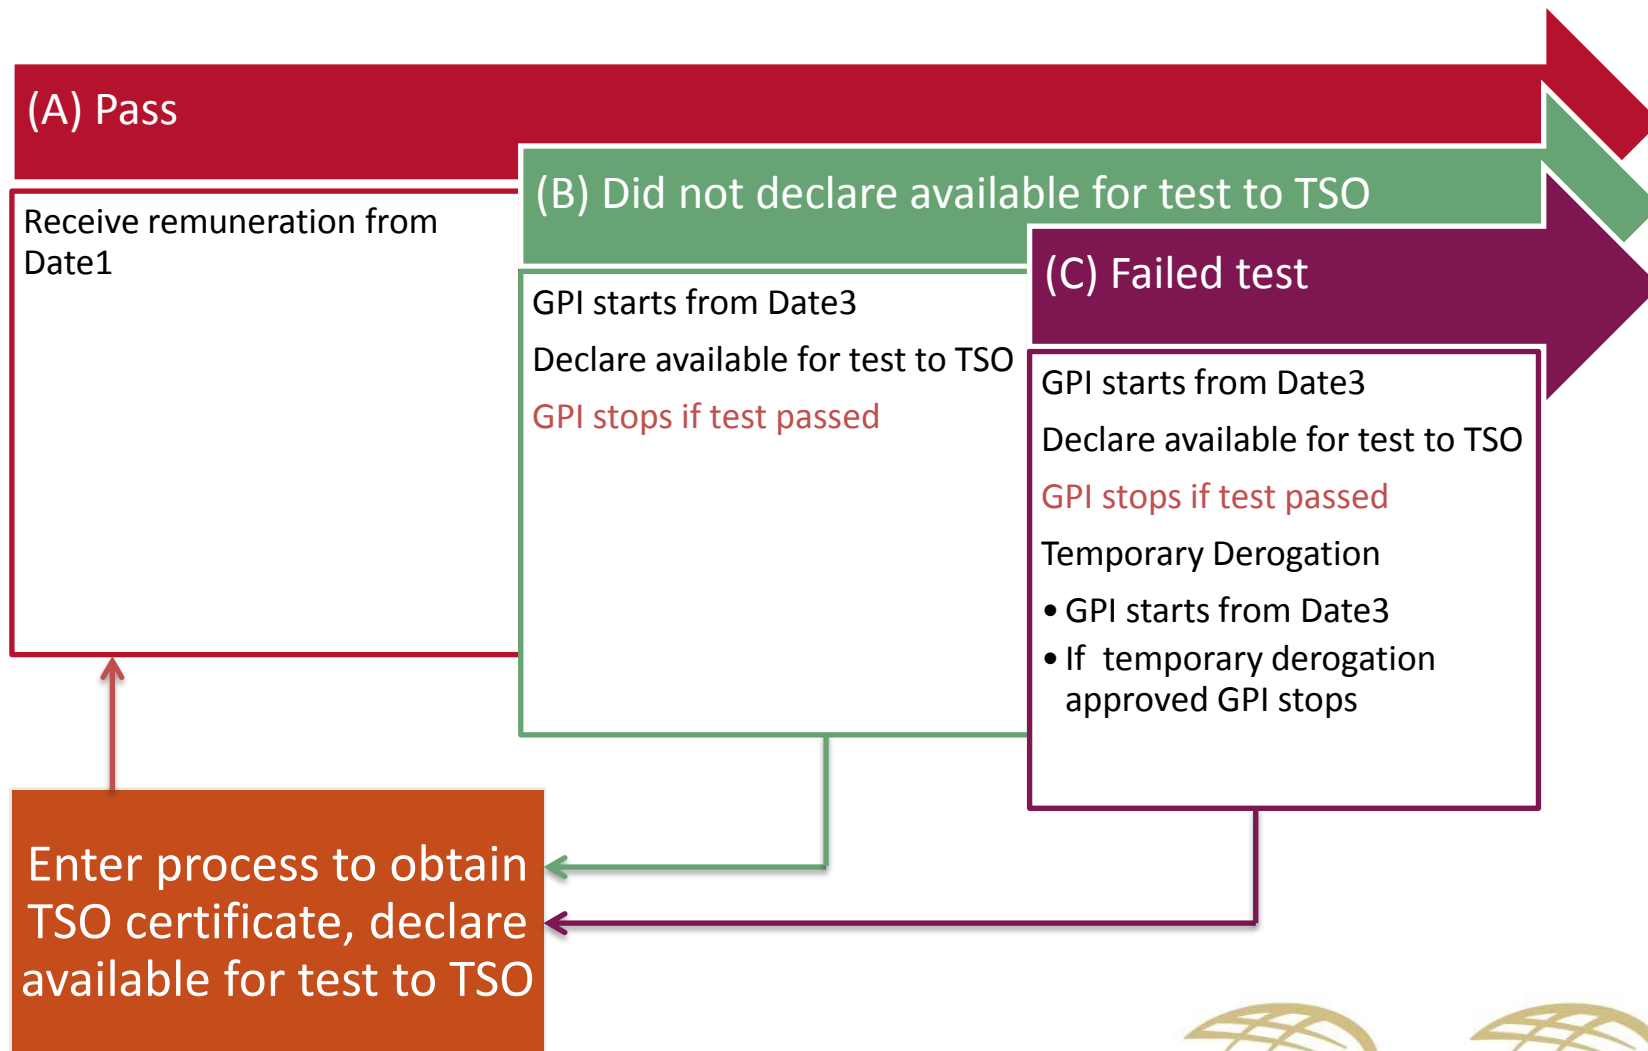 (A) Pass
Receive remuneration from
Date1
(B) Did not declare available for test to TSO
GPI starts from Date3
Declare available for test to TSO
GPI stops if test passed
(C) Failed test
GPI starts from Date3
Declare available for test to TSO
GPI stops if test passed
Temporary Derogation
• GPI starts from Date3
• If temporary derogation
approved GPI stops
Enter process to obtain
TSO certificate, declare
available for test to TSO